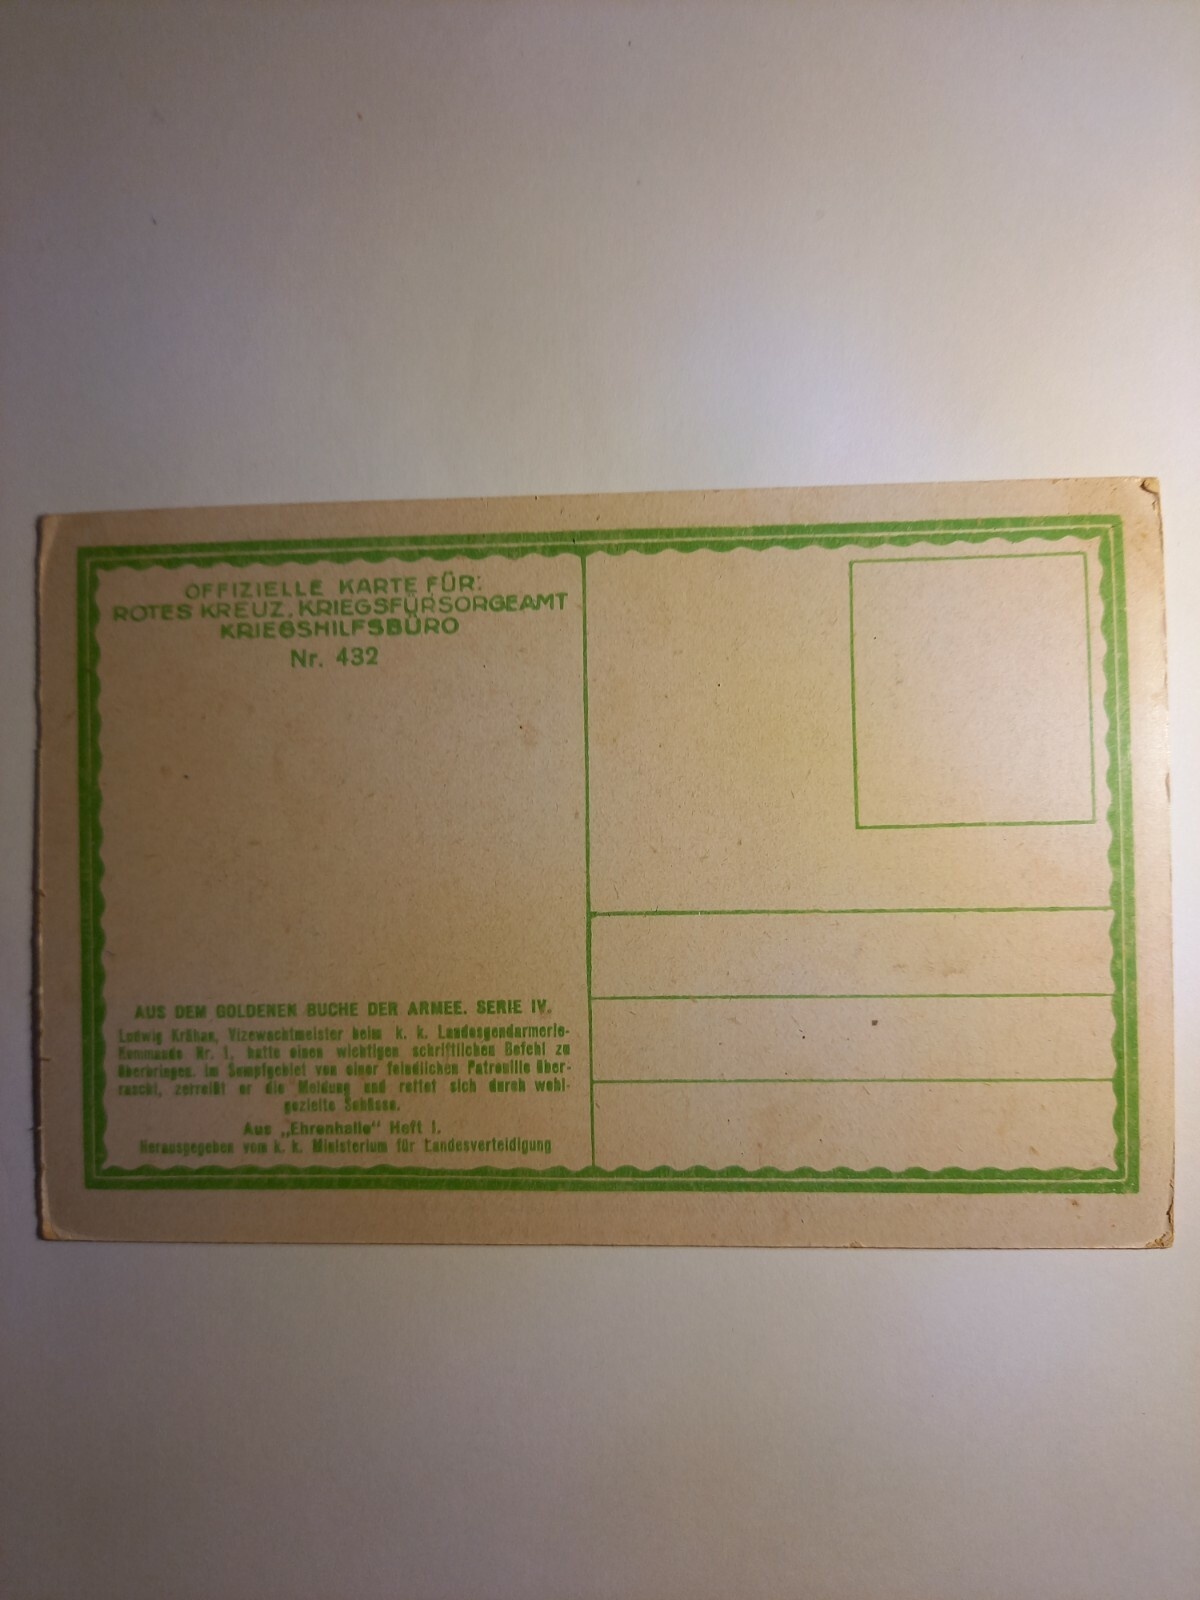 OFFIZIELLE KARTE FÜR:
ROTES KREUZ, KRIEGSFÜRSORGEAMT
KRIEGSHILFSBÜRO
Nr. 432
AUS DEM GOLDENEN BUCHE DER ARMEE. SERIE IV.
Ludwig Krähan, Vizewachtmeister beim k. k. Landesgendarmerie-
Kommando Nr. 1, hatte einen wichtigen schriftlichen Befehl zu
überbringen. Im Sumpfgebiet von einer feindlichen Patrouille über-
rascht, zerreißt er die Meldung und rettet sich durch wohl-
gezielte Schüsse.
Aus „Ehrenhalle" Heft I.
Herausgegeben vom k. k. Ministerium für Landesverteidigung